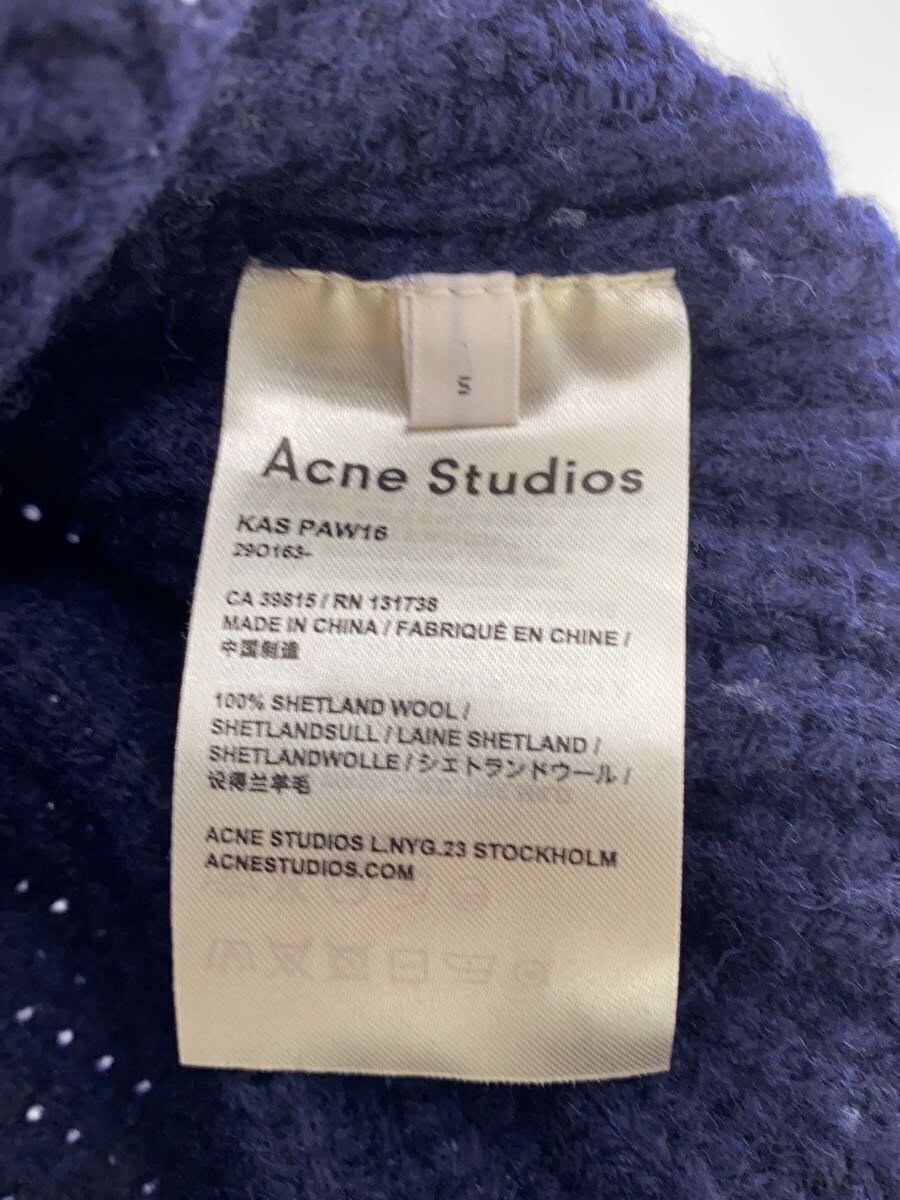 S
Acne Studios
KAS PAW16
29O163-
CA 39815 / RN 131738
MADE IN CHINA / FABRIQUÉ EN CHINE /
中国制造
100% SHETLAND WOOL /
SHETLANDSULL / LAINE SHETLAND /
SHETLANDWOLLE / シェトランドウール /
设得兰羊毛
ACNE STUDIOS L.NYG.23 STOCKHOLM
ACNESTUDIOS.COM